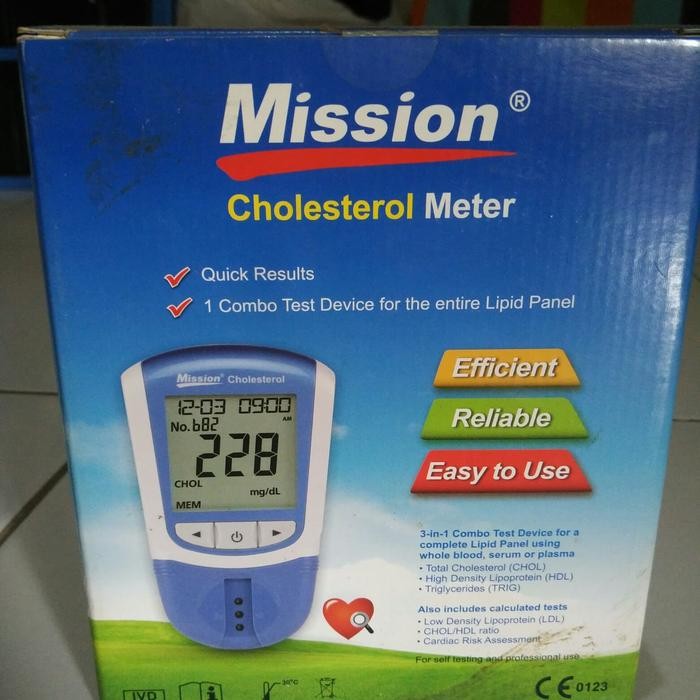 Mission®
Cholesterol Meter
Quick Results
1 Combo Test Device for the entire Lipid Panel
Efficient
Reliable
Easy to Use
Mission® Cholesterol
12-03 09:00
AM
No.682
228
CHOL
mg/dL
MEM
3-in-1 Combo Test Device for a
complete Lipid Panel using
whole blood, serum or plasma
• Total Cholesterol (CHOL)
• High Density Lipoprotein (HDL)
• Triglycerides (TRIG)
Also includes calculated tests
• Low Density Lipoprotein (LDL)
• CHOL/HDL ratio
• Cardiac Risk Assessment
For self testing and professional use
IVD
30°C
CE 0123